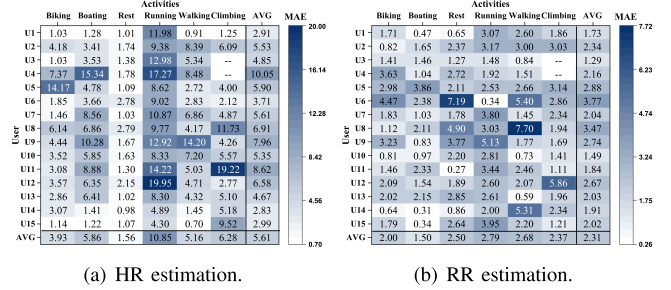 Activities
Biking Boating Rest Running Walking Climbing AVG MAE
U1 1.03 1.28 1.01 11.98 0.91 1.25 2.91
U2 4.18 3.41 1.74 9.38 8.39 6.09 5.53
U3 1.03 3.53 1.38 12.98 5.34 -- 4.85
U4 7.37 15.34 1.78 17.27 8.48 -- 10.05
U5 14.17 4.78 1.09 8.62 2.72 4.00 5.90
U6 1.85 3.66 2.78 9.02 2.83 2.12 3.71
U7 1.46 8.56 1.03 10.87 6.86 4.87 5.61
U8 6.14 6.86 2.79 9.77 4.17 11.73 6.91
U9 4.44 10.28 1.67 12.92 14.20 4.26 7.96
U10 3.52 5.85 1.63 8.33 7.20 5.57 5.35
U11 3.08 8.88 1.30 14.22 5.03 19.22 8.62
U12 3.57 6.35 2.15 19.95 4.71 2.77 6.58
U13 2.86 6.41 1.02 8.30 4.32 5.10 4.67
U14 3.07 1.41 0.98 4.89 1.45 5.18 2.83
U15 1.14 1.22 1.07 4.30 0.70 9.52 2.99
AVG 3.93 5.86 1.56 10.85 5.16 6.28 5.61
User
20.00
16.14
12.28
8.42
4.56
0.70
(a) HR estimation.
Activities
Biking Boating Rest Running Walking Climbing AVG MAE
U1 1.71 0.47 0.65 3.07 2.60 1.86 1.73
U2 0.82 1.65 2.37 3.17 3.00 3.03 2.34
U3 1.41 1.46 1.27 1.48 0.84 -- 1.29
U4 3.63 1.04 2.72 1.92 1.51 -- 2.16
U5 2.98 3.86 2.11 2.53 2.66 3.14 2.88
U6 4.47 2.38 7.19 0.34 5.40 2.86 3.77
U7 1.83 1.03 1.78 3.80 1.45 2.34 2.04
U8 1.12 2.11 4.90 3.03 7.70 1.94 3.47
U9 3.23 0.83 3.77 5.13 1.77 1.69 2.74
U10 0.81 0.97 2.20 1.81 2.74 0.73 1.41 1.49
U11 1.46 2.33 0.27 3.44 2.46 1.11 1.84
U12 2.09 1.54 1.89 2.60 2.07 5.86 2.67
U13 2.02 2.15 2.85 2.61 0.59 1.96 2.03
U14 0.64 0.31 0.86 2.00 5.31 2.34 1.91
U15 1.79 0.34 2.64 3.95 2.20 1.21 2.02
AVG 2.00 1.50 2.50 2.79 2.68 2.37 2.31
User
7.72
6.23
4.74
3.24
1.75
0.26
(b) RR estimation.